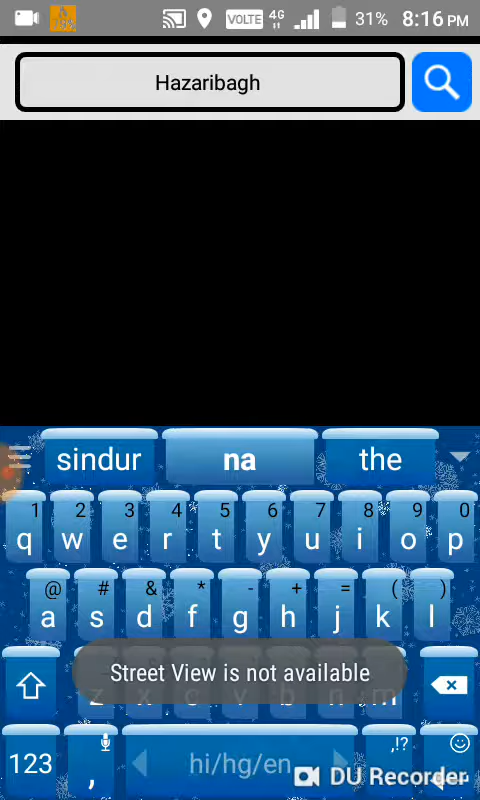 VOLTE 4G 31% 8:16 PM
Hazaribagh
sindur na the
1 2 3 4 5 6 7 8 9 0
q w e r t y u i o p
@ # & * - + = ( )
a s d f g h j k l
Street View is not available
z x c v b n m
,!?
123 , hi/hg/en
DU Recorder